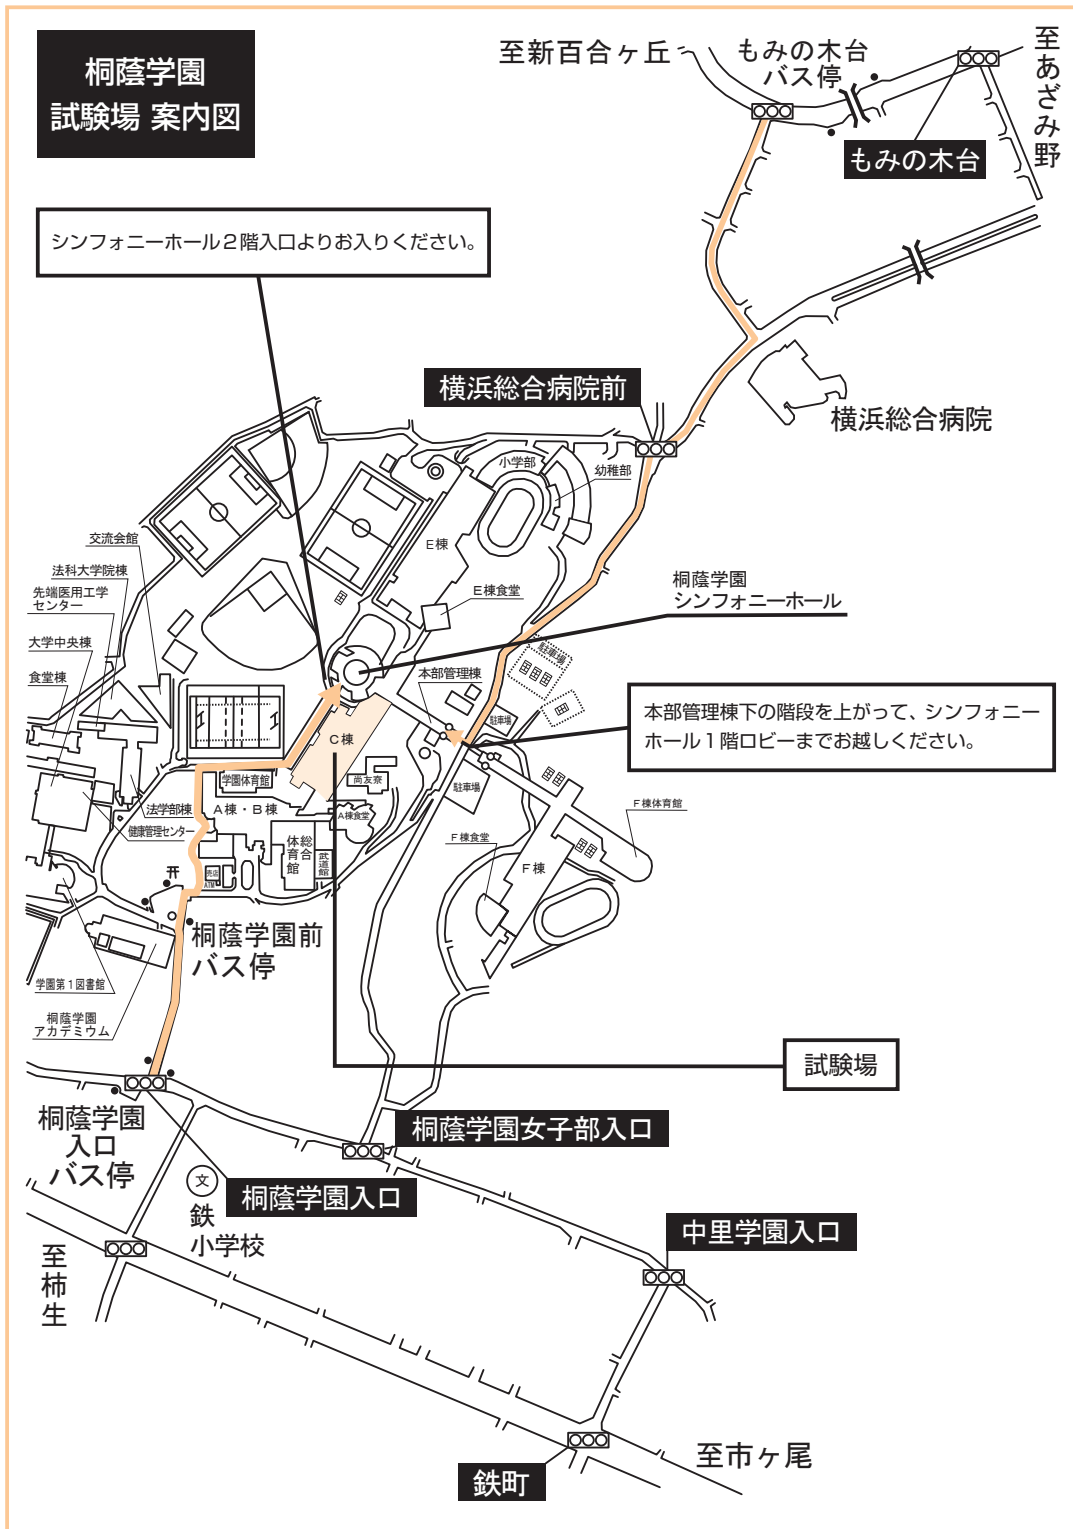 桐蔭学園
試験場 案内図
至新百合ヶ丘
もみの木台
バス停
至あざみ野
もみの木台
シンフォニーホール2階入口よりお入りください。
横浜総合病院前
横浜総合病院
小学部
幼稚部
E棟
E棟食堂
交流会館
法科大学院棟
先端医用工学
センター
大学中央棟
食堂棟
桐蔭学園
シンフォニーホール
本部管理棟
駐車場
駐車場
本部管理棟下の階段を上がって、シンフォニー
ホール1階ロビーまでお越しください。
C棟
学園体育館
尚友寮
駐車場
法学部棟
A棟・B棟
A棟食堂
健康管理センター
総合
体育館
武道館
F棟体育館
F棟食堂
F棟
売店
ATM
桐蔭学園前
バス停
学園第1図書館
桐蔭学園
アカデミウム
試験場
桐蔭学園
入口
バス停
桐蔭学園女子部入口
文
鉄
小学校
桐蔭学園入口
中里学園入口
至柿生
至市ヶ尾
鉄町